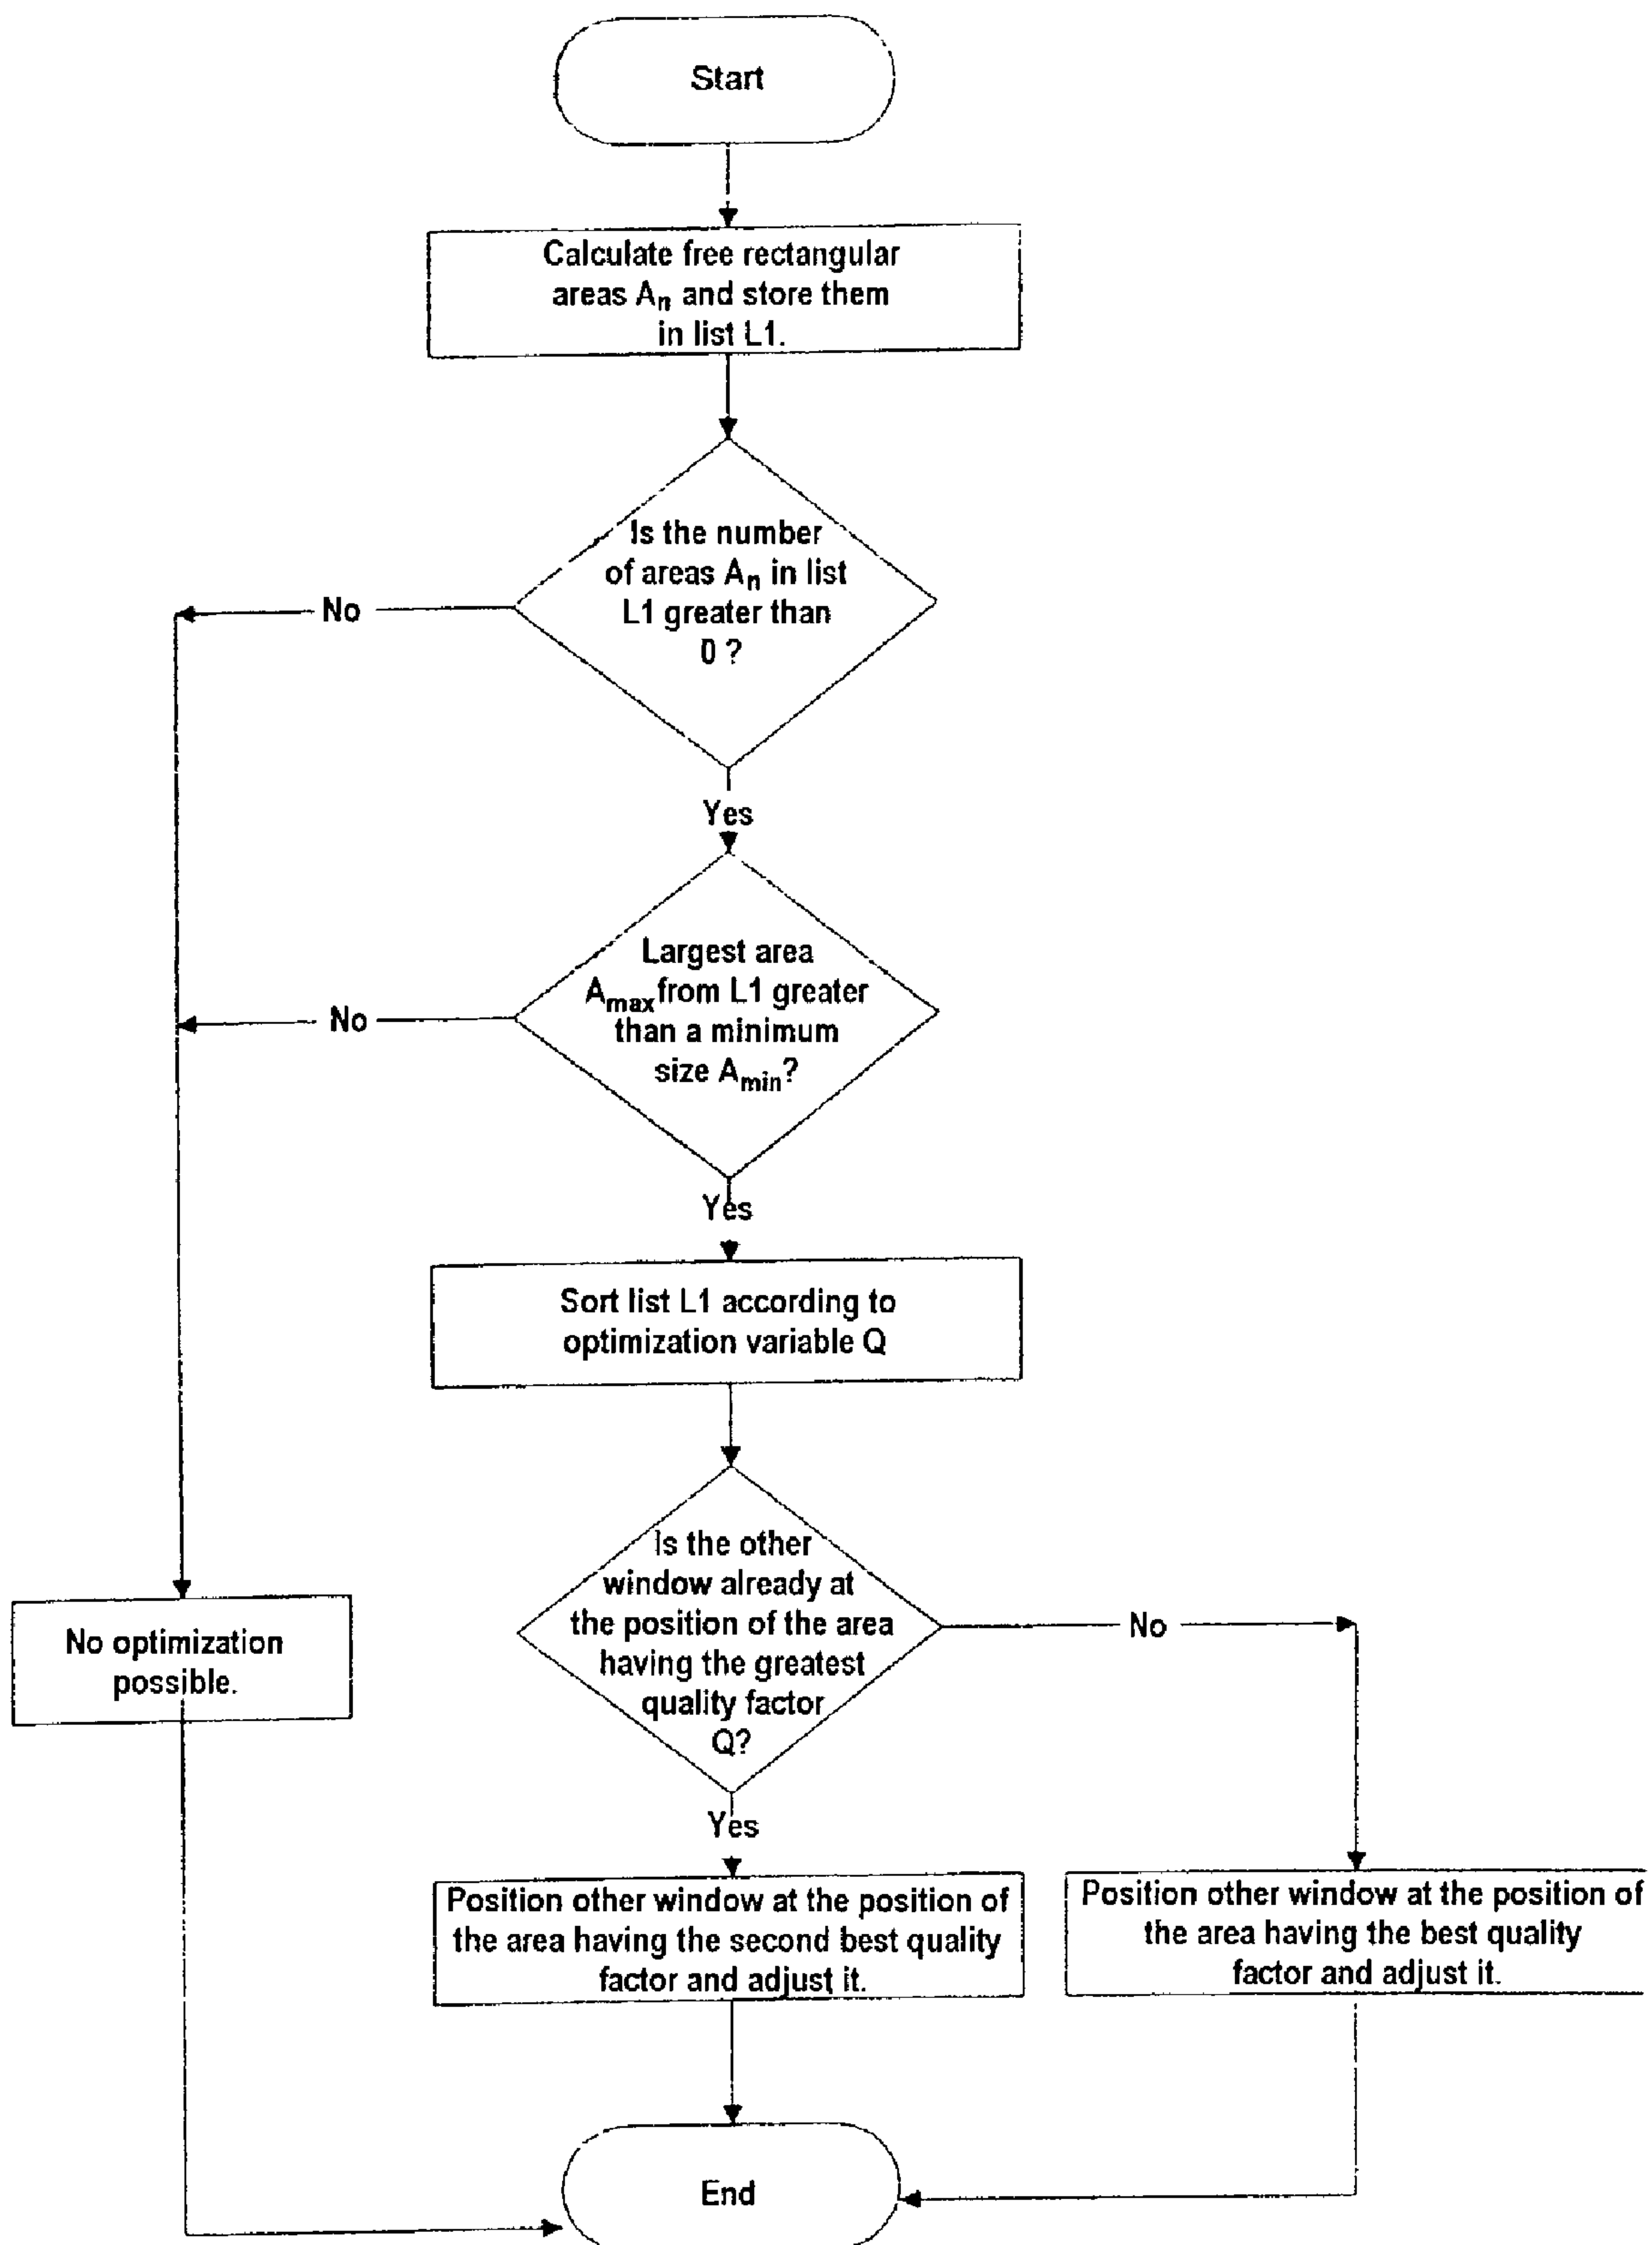 Start
Calculate free rectangular
areas An and store them
in list L1.
Is the number
of areas An in list
L1 greater than
0 ?
No
Yes
Largest area
Amax from L1 greater
than a minimum
size Amin?
No
Yes
Sort list L1 according to
optimization variable Q
Is the other
window already at
the position of the area
having the greatest
quality factor
Q?
No
No optimization
possible.
Yes
Position other window at the position of
the area having the second best quality
factor and adjust it.
Position other window at the position of
the area having the best quality
factor and adjust it.
End